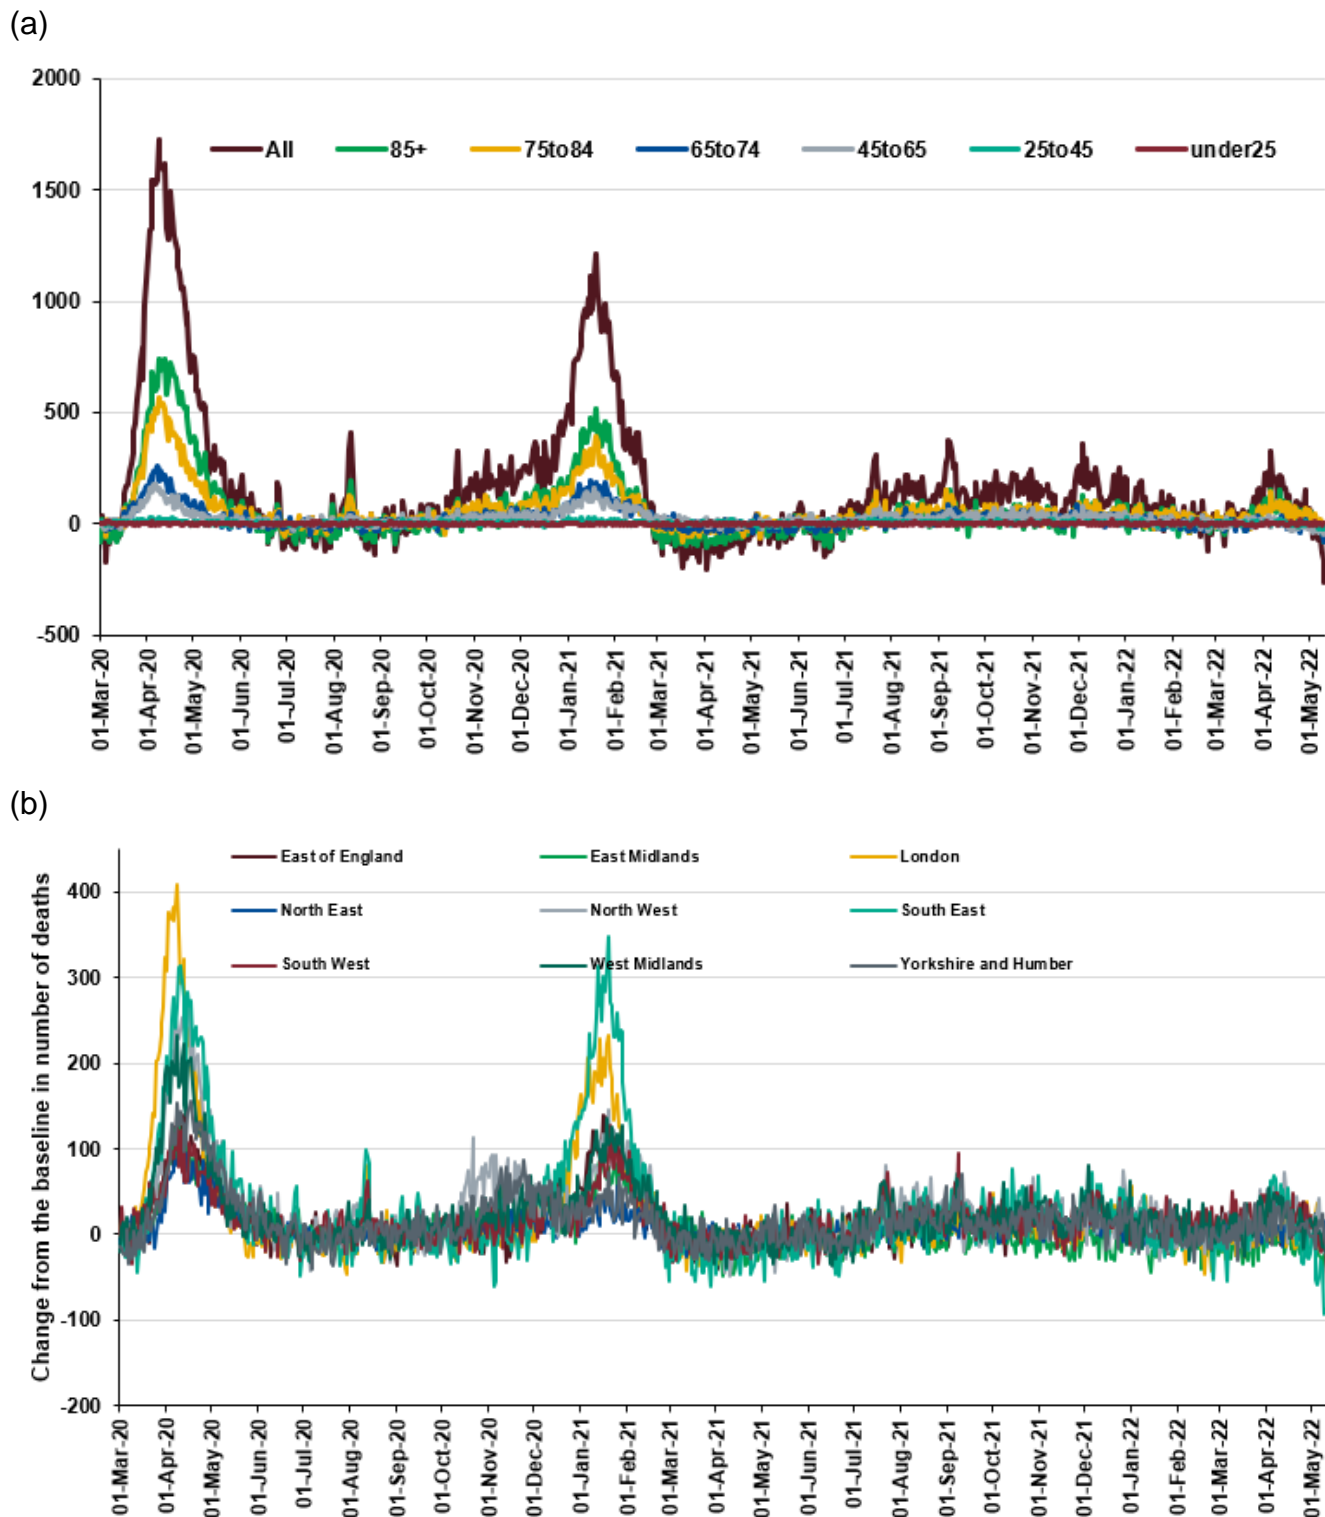 (a)
2000
1500
1000
500
0
-500
All 85+ 75to84 65to74 45to65 25to45 under25
01-Mar-20
01-Apr-20
01-May-20
01-Jun-20
01-Jul-20
01-Aug-20
01-Sep-20
01-Oct-20
01-Nov-20
01-Dec-20
01-Jan-21
01-Feb-21
01-Mar-21
01-Apr-21
01-May-21
01-Jun-21
01-Jul-21
01-Aug-21
01-Sep-21
01-Oct-21
01-Nov-21
01-Dec-21
01-Jan-22
01-Feb-22
01-Mar-22
01-Apr-22
01-May-22
(b)
Change from the baseline in number of deaths
400
300
200
100
0
-100
-200
East of England East Midlands London
North East North West South East
South West West Midlands Yorkshire and Humber
01-Mar-20
01-Apr-20
01-May-20
01-Jun-20
01-Jul-20
01-Aug-20
01-Sep-20
01-Oct-20
01-Nov-20
01-Dec-20
01-Jan-21
01-Feb-21
01-Mar-21
01-Apr-21
01-May-21
01-Jun-21
01-Jul-21
01-Aug-21
01-Sep-21
01-Oct-21
01-Nov-21
01-Dec-21
01-Jan-22
01-Feb-22
01-Mar-22
01-Apr-22
01-May-22